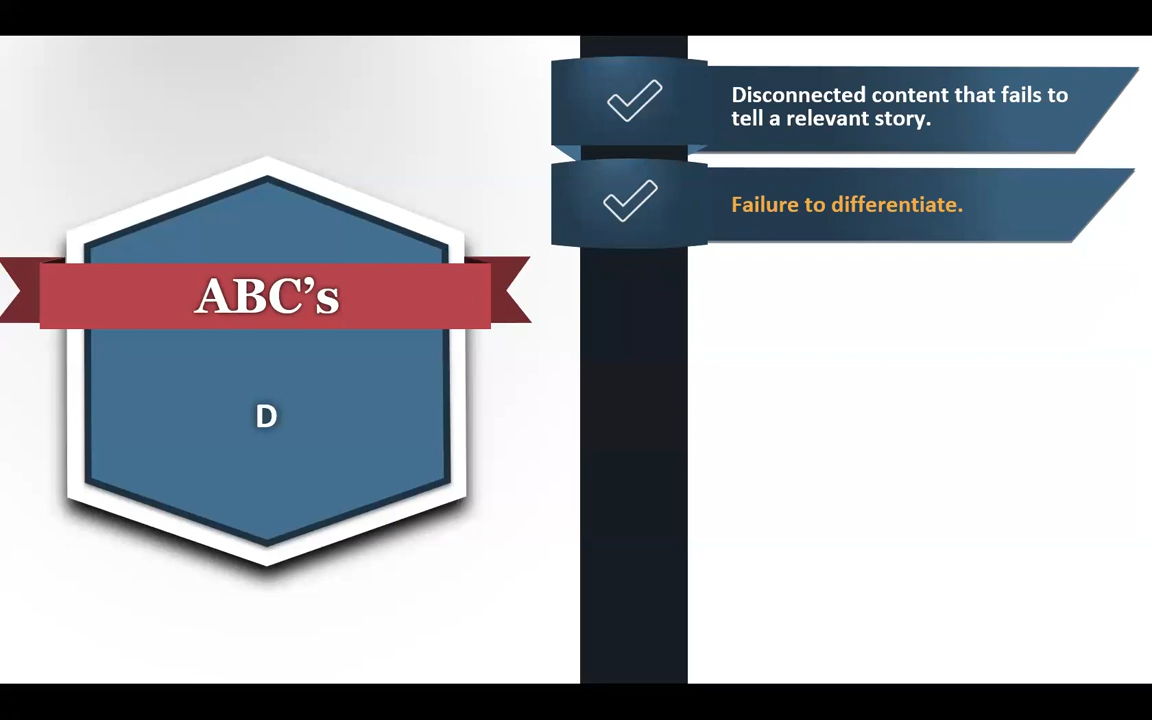 ABC’s
D
Disconnected content that fails to
tell a relevant story.
Failure to differentiate.